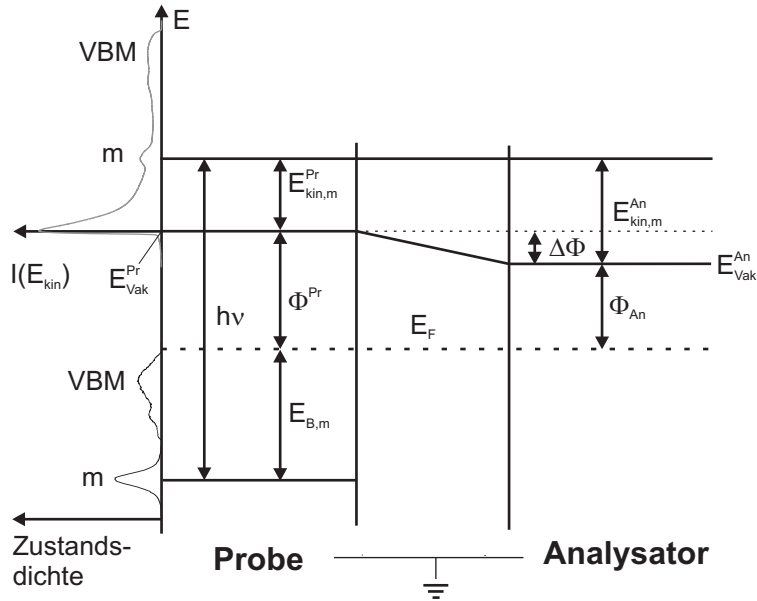 E
VBM
m
E^Pr_kin,m
E^An_kin,m
ΔΦ
I(E_kin)
E^Pr_Vak
E^An_Vak
hν
Φ^Pr
E_F
Φ_An
VBM
E_B,m
m
Zustands-
dichte
Probe
Analysator